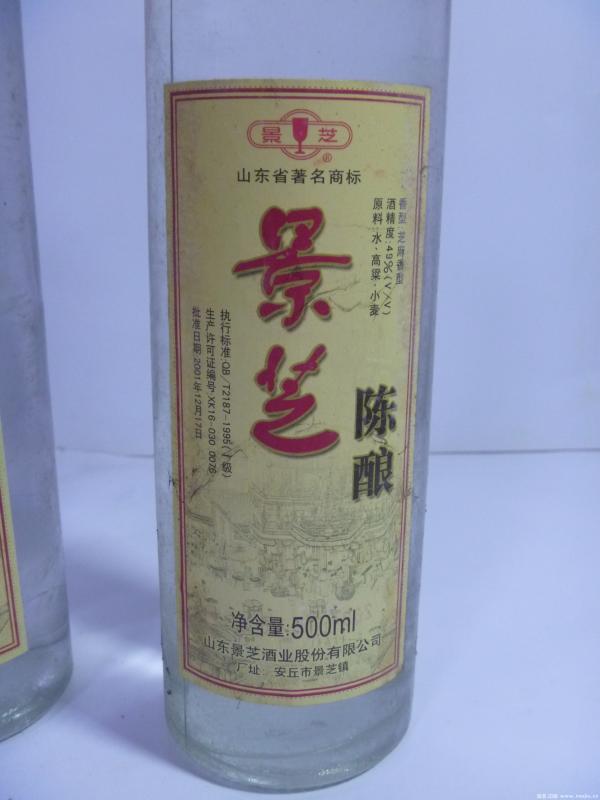 景 芝
®
山东省著名商标
香型:芝麻香型
酒精度:49%(V/V)
原料:水、高粱、小麦
景芝
陈酿
执行标准:QB/T2187-1995(一级)
生产许可证编号:XK16-030 0076
批准日期2001年12月17日
净含量:500ml
山东景芝酒业股份有限公司
厂址:安丘市景芝镇